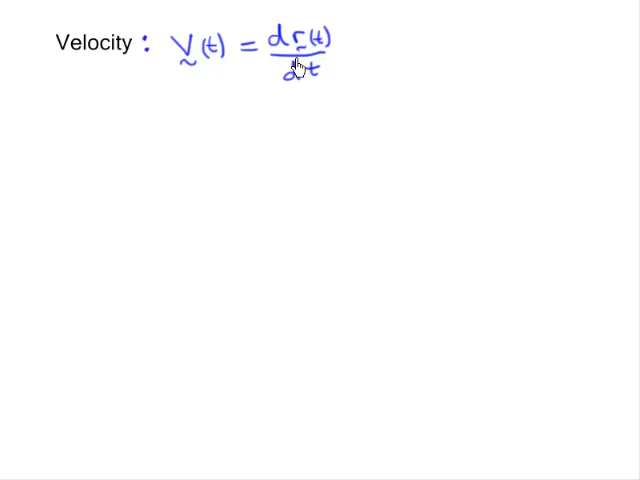 Velocity : V̰(t) = dr̰(t)/dt